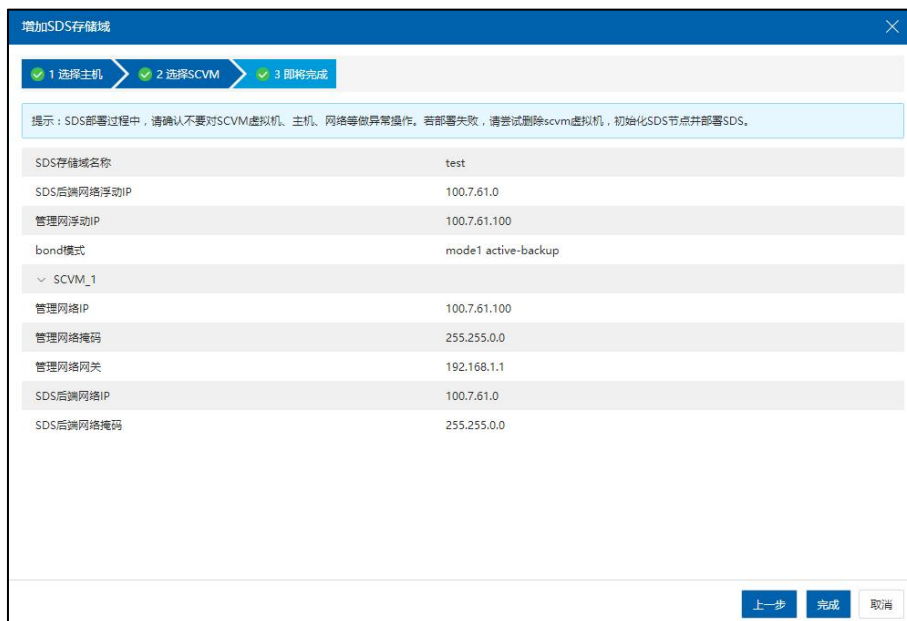 增加SDS存储域
1 选择主机 2 选择SCVM 3 即将完成
提示：SDS部署过程中，请确认不要对SCVM虚拟机、主机、网络等做异常操作。若部署失败，请尝试删除scvm虚拟机，初始化SDS节点并部署SDS。
SDS存储域名称 test
SDS后端网络浮动IP 100.7.61.0
管理网浮动IP 100.7.61.100
bond模式 mode1 active-backup
SCVM_1
管理网络IP 100.7.61.100
管理网络掩码 255.255.0.0
管理网络网关 192.168.1.1
SDS后端网络IP 100.7.61.0
SDS后端网络掩码 255.255.0.0
上一步 完成 取消